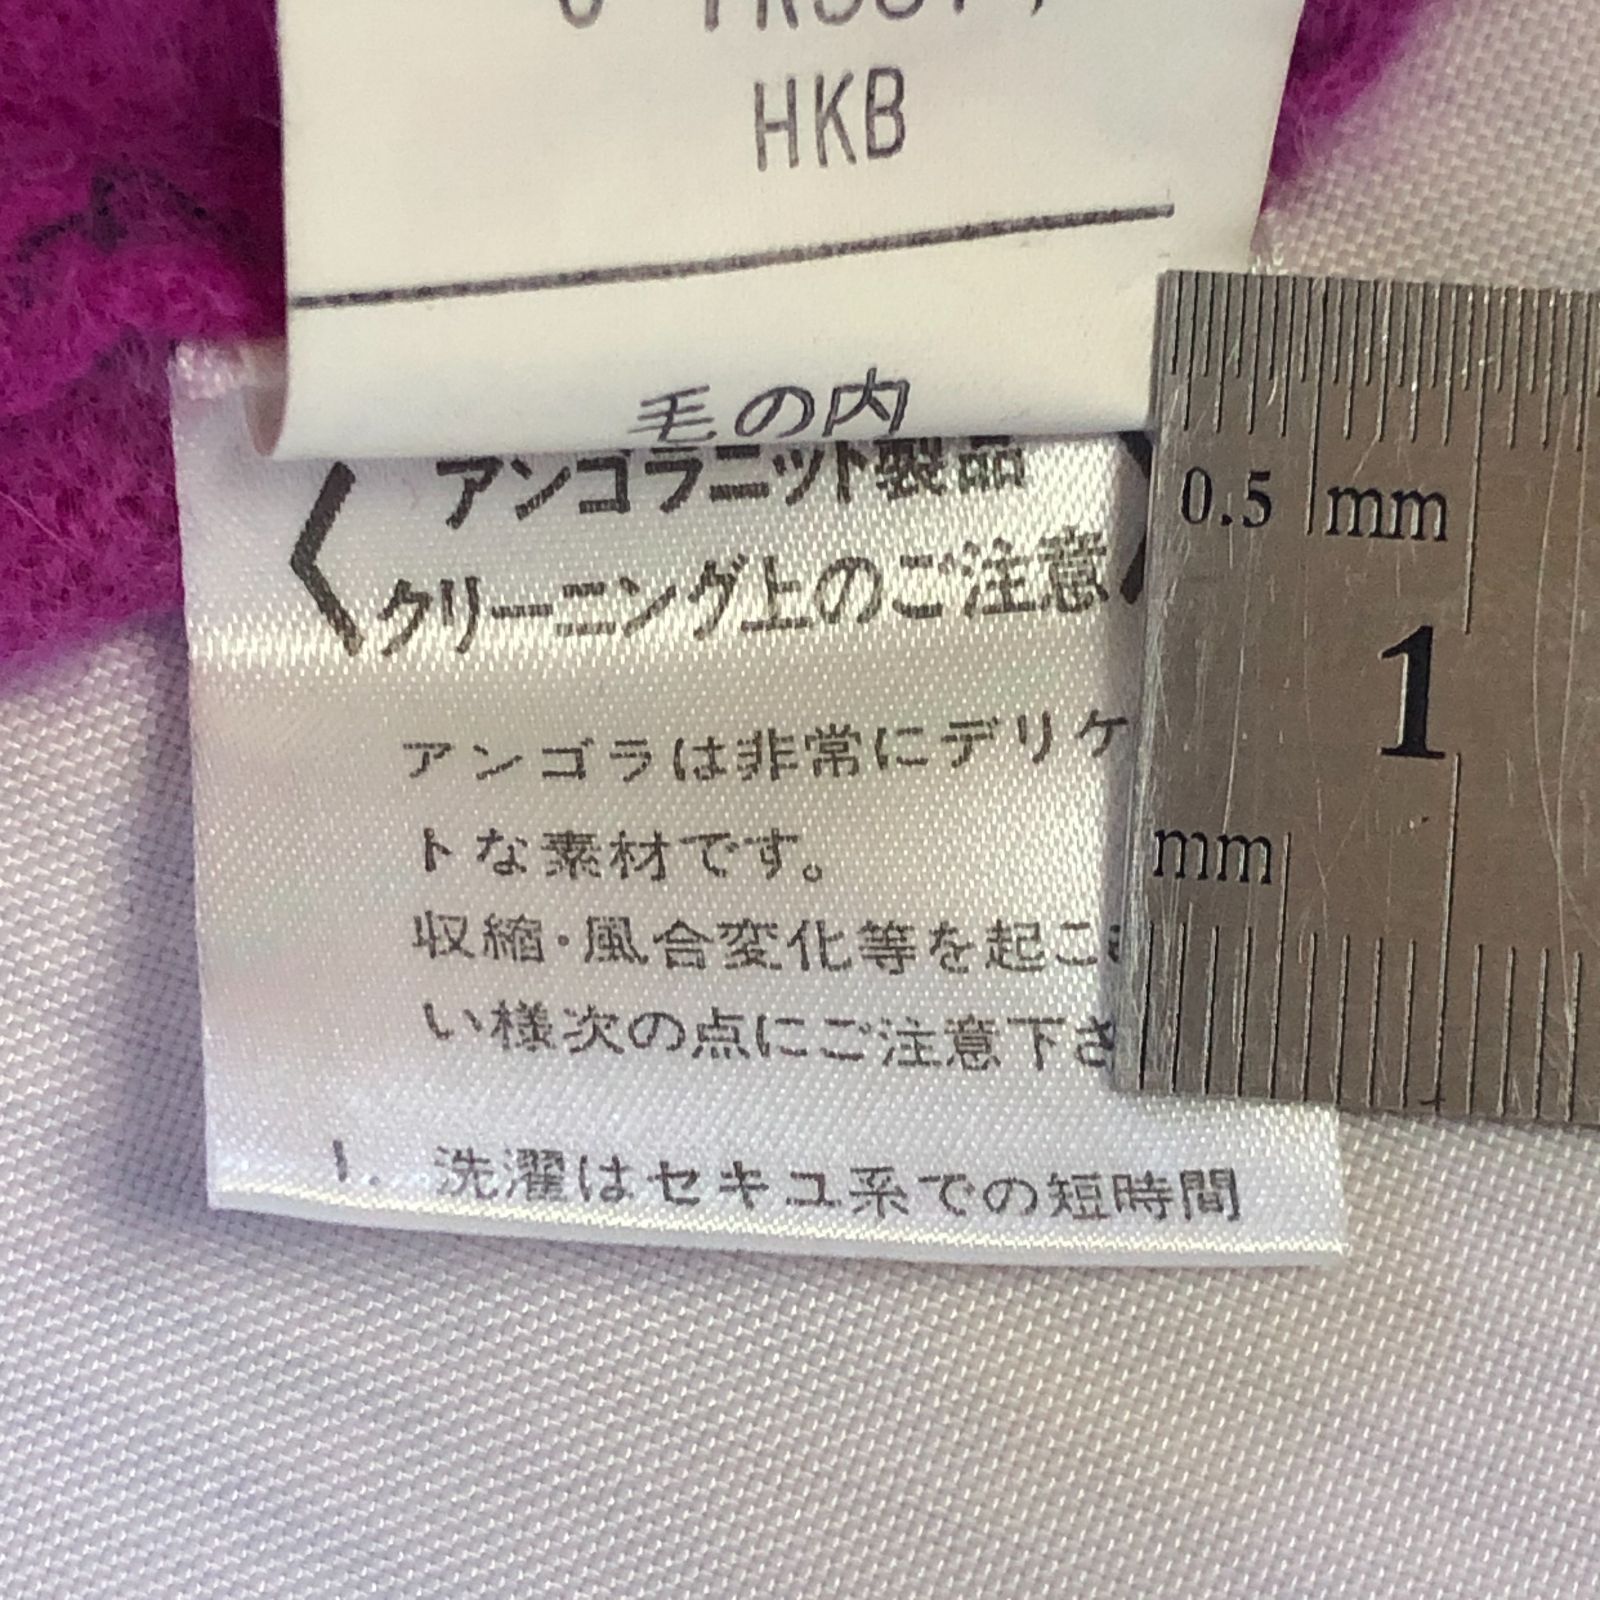 HKB
毛の内
アンゴラニット製品
クリーニング上のご注意
アンゴラは非常にデリケ
トな素材です。
収縮・風合変化等を起こ
い様次の点にご注意下さ
1. 洗濯はセキユ系での短時間
0.5 mm
1
mm